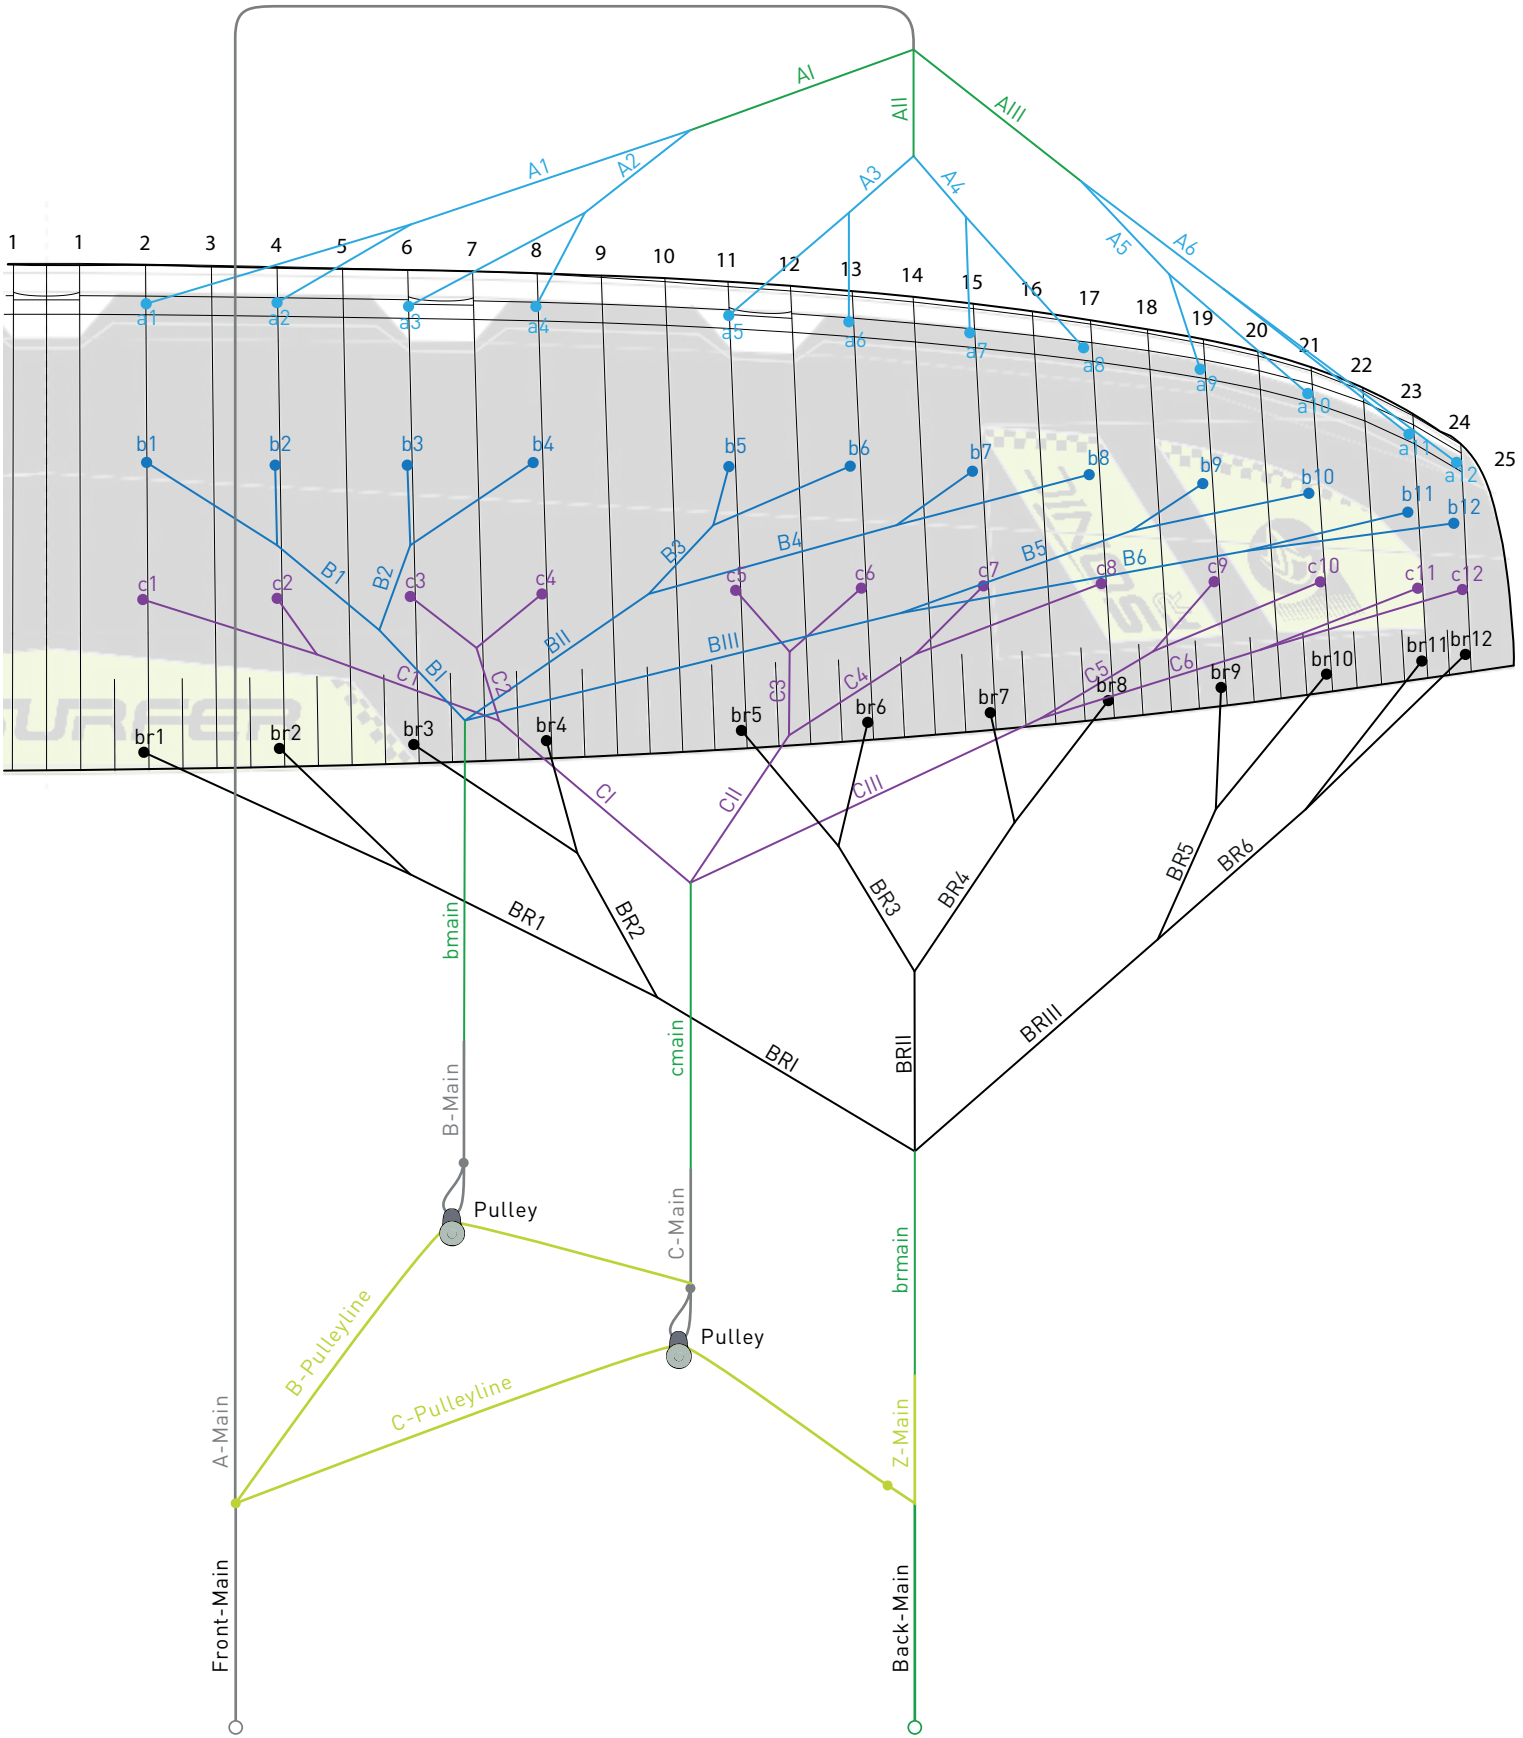 AI
AII
AIII
A1
A2
A3
A4
A5
A6
1 1 2 3 4 5 6 7 8 9 10 11 12 13 14 15 16 17 18 19 20 21 22 23 24 25
a1 a2 a3 a4 a5 a6 a7 a8 a9 a10 a11 a12
b1 b2 b3 b4 b5 b6 b7 b8 b9 b10 b11 b12
B1
B2
B3
B4
B5
B6
c1 c2 c3 c4 c5 c6 c7 c8 c9 c10 c11 c12
BI
BII
BIII
C1
C2
C3
C4
C5
C6
SURFER
br1 br2 br3 br4 br5 br6 br7 br8 br9 br10 br11 br12
CI
CII
CIII
BR1
BR2
BR3
BR4
BR5
BR6
bmain
cmain
BRI
BRII
BRIII
B-Main
Pulley
C-Main
brmain
Pulley
B-Pulleyline
C-Pulleyline
A-Main
Z-Main
Front-Main
Back-Main